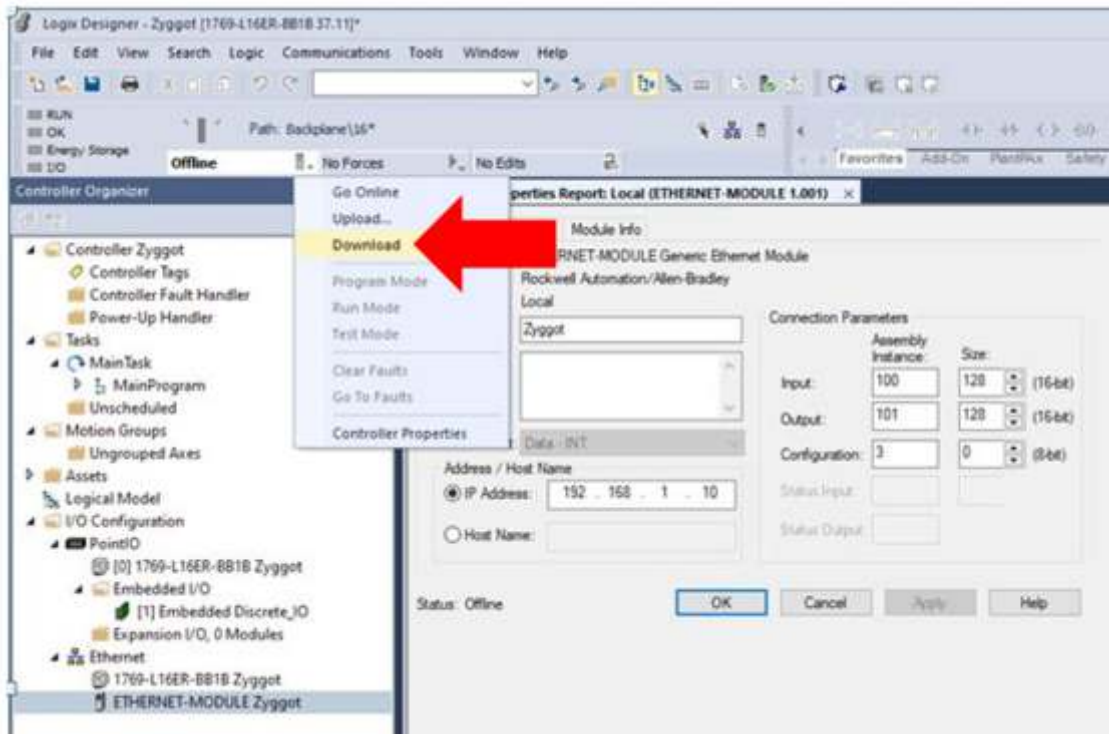 Logix Designer - Zyggot [1769-L16ER-BB1B 37.11]*
File Edit View Search Logic Communications Tools Window Help
RUN
OK
Energy Storage
I/O
Path: Backplane\16*
Offline
No Forces
No Edits
Favorites Add-On PlantPAx Safety
Controller Organizer
Go Online
Upload...
Download
Program Mode
Run Mode
Test Mode
Clear Faults
Go To Faults
Controller Properties
Controller Zyggot
Controller Tags
Controller Fault Handler
Power-Up Handler
Tasks
MainTask
MainProgram
Unscheduled
Motion Groups
Ungrouped Axes
Assets
Logical Model
I/O Configuration
PointIO
[0] 1769-L16ER-BB1B Zyggot
Embedded I/O
[1] Embedded Discrete_IO
Expansion I/O, 0 Modules
Ethernet
1769-L16ER-BB1B Zyggot
ETHERNET-MODULE Zyggot
perties Report: Local (ETHERNET-MODULE 1.001) ×
Module Info
RNET-MODULE Generic Ethernet Module
Rockwell Automation/Allen-Bradley
Local
Zyggot
Data - INT
Address / Host Name
IP Address: 192 . 168 . 1 . 10
Host Name:
Connection Parameters
Assembly Instance: Size:
Input: 100 128 (16-bit)
Output: 101 128 (16-bit)
Configuration: 3 0 (8-bit)
Status Input:
Status Output:
Status: Offline
OK Cancel Apply Help